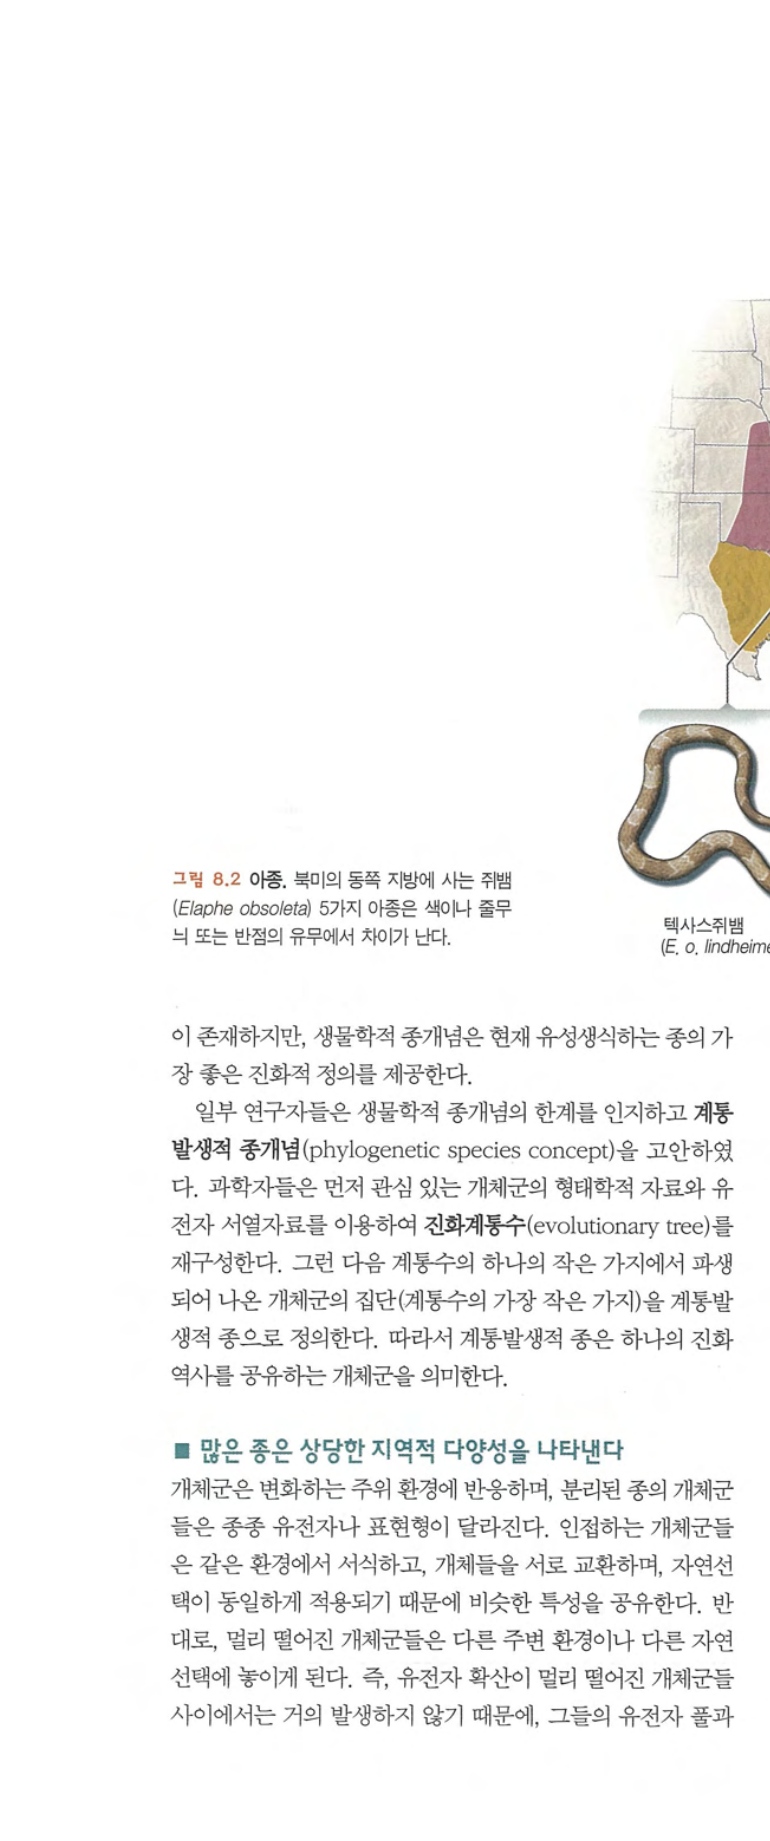 그림 8.2 아종. 북미의 동쪽 지방에 사는 쥐뱀
(Elaphe obsoleta) 5가지 아종은 색이나 줄무
늬 또는 반점의 유무에서 차이가 난다.
텍사스쥐뱀
(E. o. lindheime
이 존재하지만, 생물학적 종개념은 현재 유성생식하는 종의 가
장 좋은 진화적 정의를 제공한다.
일부 연구자들은 생물학적 종개념의 한계를 인지하고 계통
발생적 종개념(phylogenetic species concept)을 고안하였
다. 과학자들은 먼저 관심 있는 개체군의 형태학적 자료와 유
전자 서열자료를 이용하여 진화계통수(evolutionary tree)를
재구성한다. 그런 다음 계통수의 하나의 작은 가지에서 파생
되어 나온 개체군의 집단(계통수의 가장 작은 가지)을 계통발
생적 종으로 정의한다. 따라서 계통발생적 종은 하나의 진화
역사를 공유하는 개체군을 의미한다.
■ 많은 종은 상당한 지역적 다양성을 나타낸다
개체군은 변화하는 주위 환경에 반응하며, 분리된 종의 개체군
들은 종종 유전자나 표현형이 달라진다. 인접하는 개체군들
은 같은 환경에서 서식하고, 개체들을 서로 교환하며, 자연선
택이 동일하게 적용되기 때문에 비슷한 특성을 공유한다. 반
대로, 멀리 떨어진 개체군들은 다른 주변 환경이나 다른 자연
선택에 놓이게 된다. 즉, 유전자 확산이 멀리 떨어진 개체군들
사이에서는 거의 발생하지 않기 때문에, 그들의 유전자 풀과